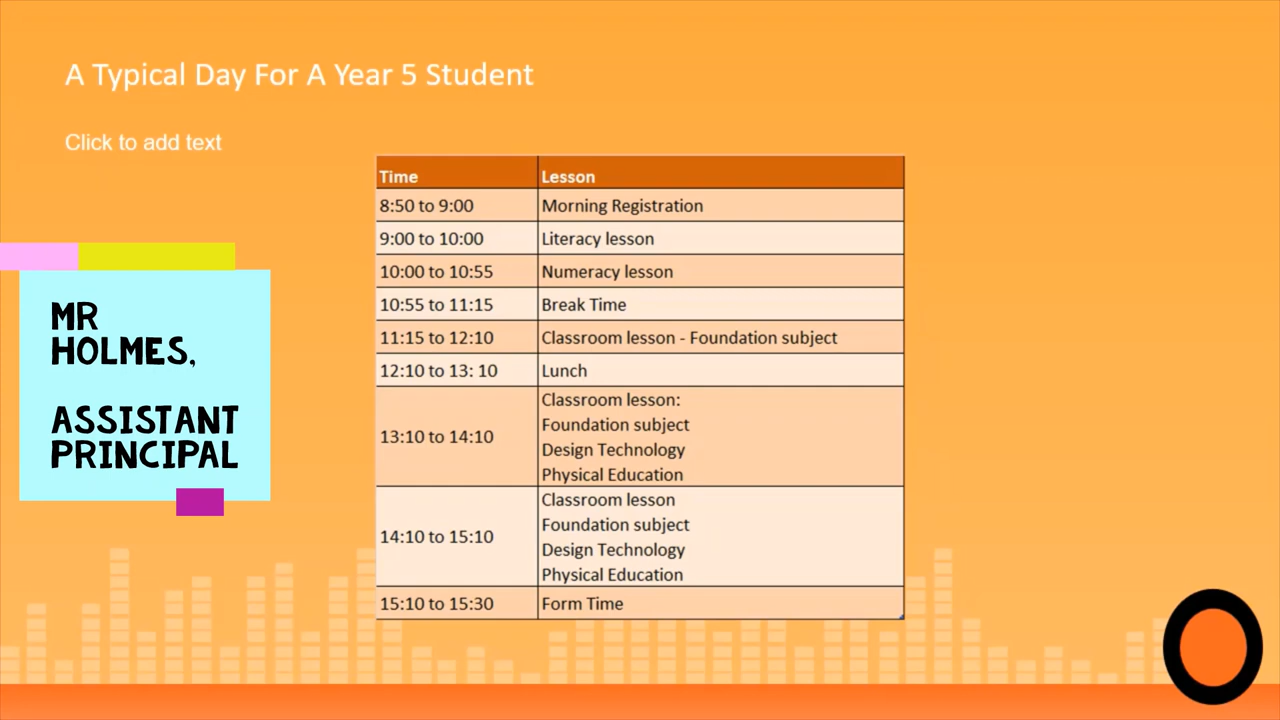 A Typical Day For A Year 5 Student
Click to add text
MR
HOLMES,
ASSISTANT
PRINCIPAL
Time Lesson
8:50 to 9:00 Morning Registration
9:00 to 10:00 Literacy lesson
10:00 to 10:55 Numeracy lesson
10:55 to 11:15 Break Time
11:15 to 12:10 Classroom lesson - Foundation subject
12:10 to 13: 10 Lunch
13:10 to 14:10 Classroom lesson:
Foundation subject
Design Technology
Physical Education
14:10 to 15:10 Classroom lesson
Foundation subject
Design Technology
Physical Education
15:10 to 15:30 Form Time